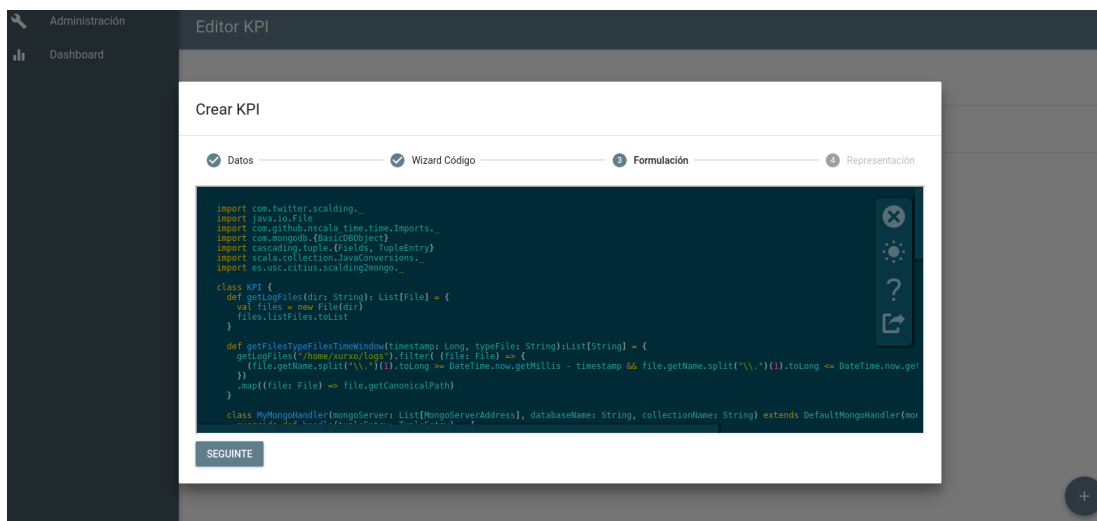 Administración
Editor KPI
Dashboard
Crear KPI
Datos
Wizard Código
3 Formulación
4 Representación
import com.twitter.scalding._
import java.io.File
import com.github.nscala_time.time.Imports._
import com.mongodb.{BasicDBObject}
import cascading.tuple.{Fields, TupleEntry}
import scala.collection.JavaConversions._
import es.usc.citius.scalding2mongo._
class KPI {
def getLogFiles(dir: String): List[File] = {
val files = new File(dir)
files.listFiles.toList
}
def getFilesTypeFilesTimeWindow(timestamp: Long, typeFile: String):List[String] = {
getLogFiles("/home/xurxo/logs").filter( (file: File) => {
(file.getName.split("\\.")(1).toLong >= DateTime.now.getMillis - timestamp && file.getName.split("\\.")(1).toLong <= DateTime.now.get
})
.map((file: File) => file.getCanonicalPath)
}
class MyMongoHandler(mongoServer: List[MongoServerAddress], databaseName: String, collectionName: String) extends DefaultMongoHandler(mon
SEGUINTE